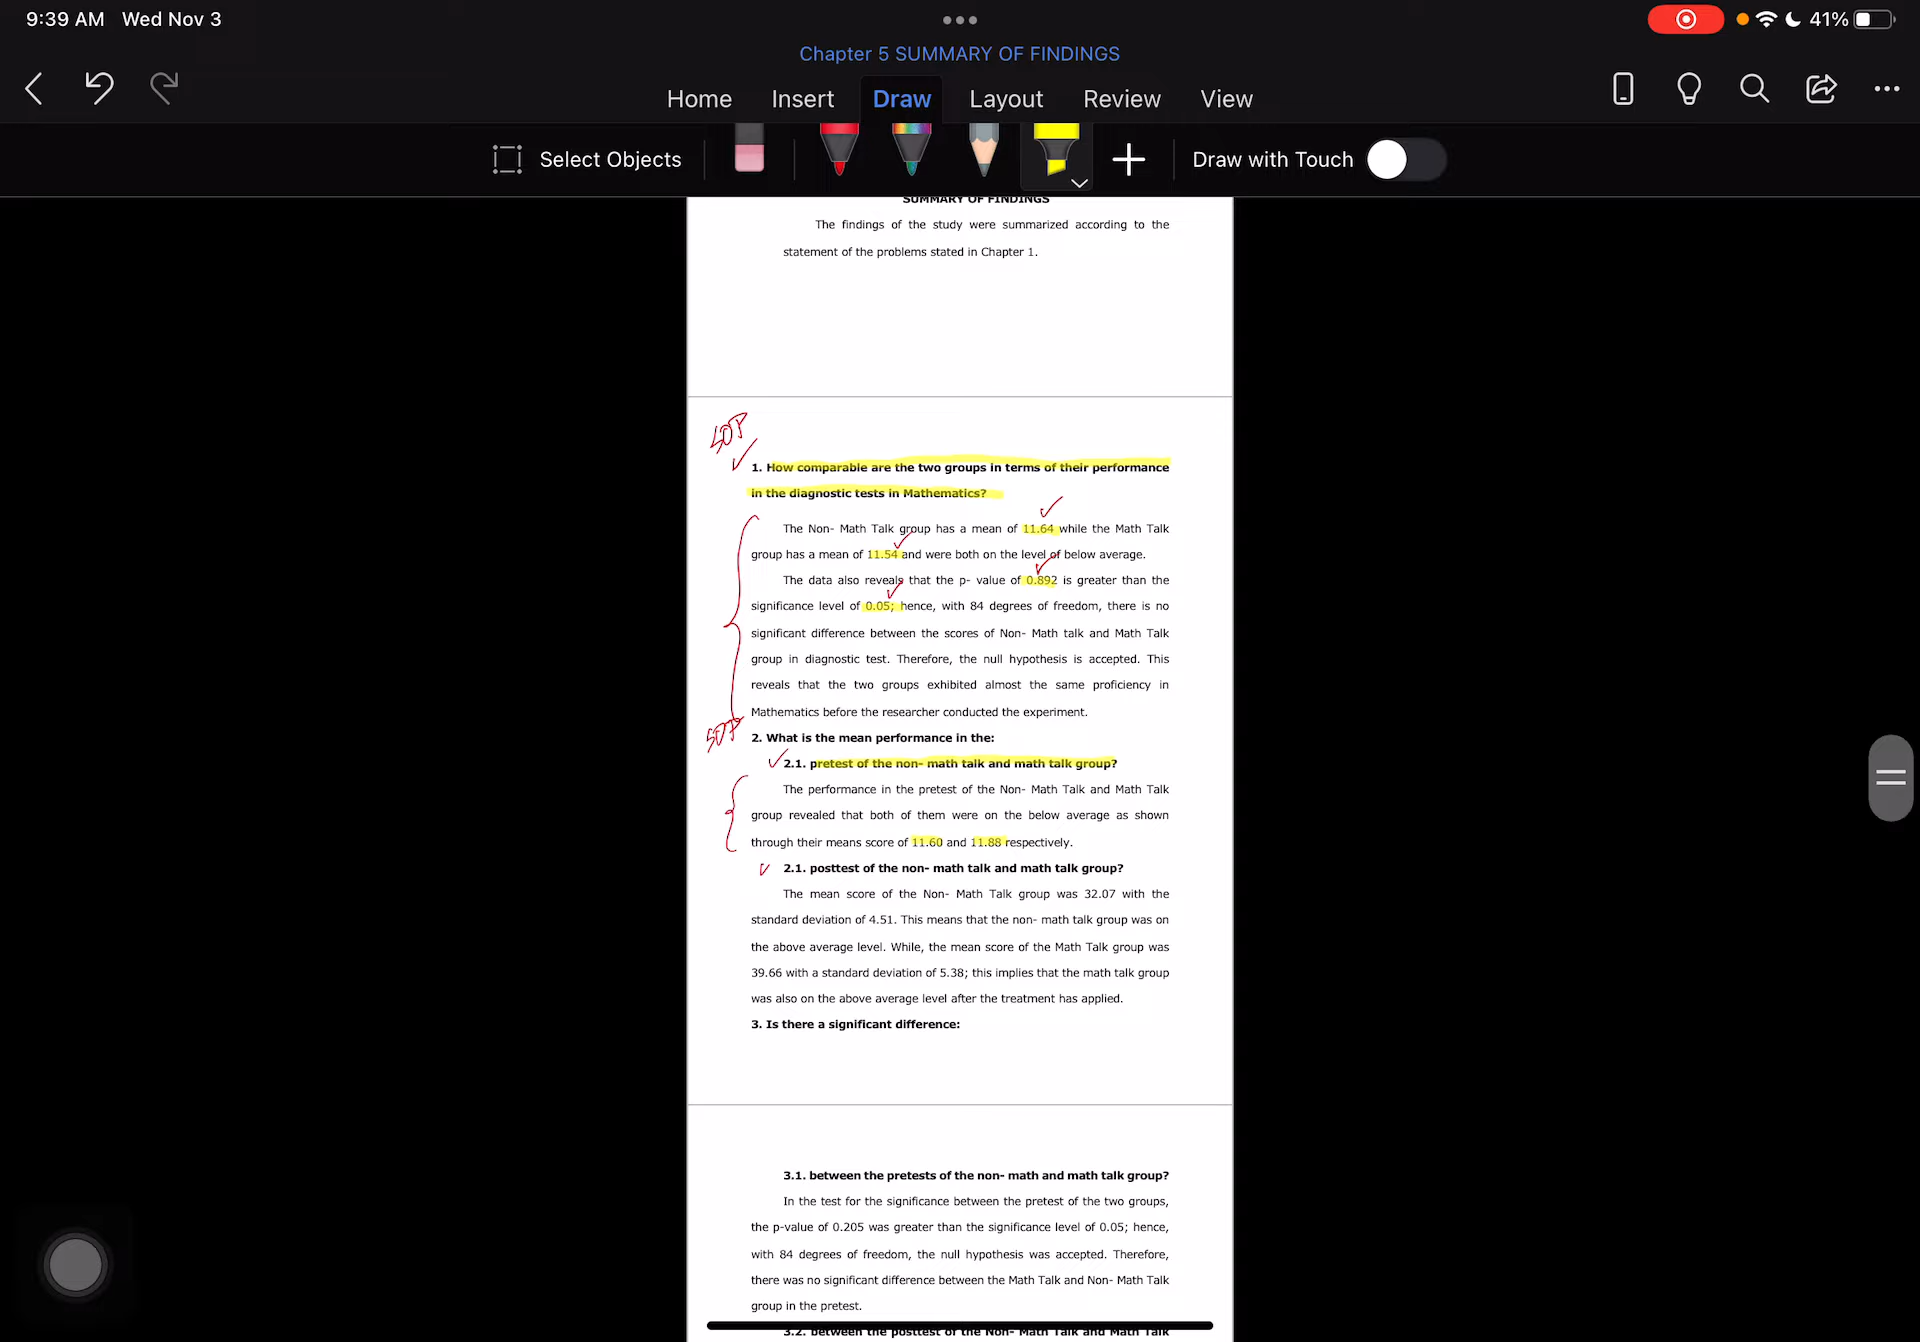 9:39 AM Wed Nov 3
41%
Chapter 5 SUMMARY OF FINDINGS
Home Insert Draw Layout Review View
Select Objects
Draw with Touch
SUMMARY OF FINDINGS
The findings of the study were summarized according to the
statement of the problems stated in Chapter 1.
SOP
1. How comparable are the two groups in terms of their performance
in the diagnostic tests in Mathematics?
The Non- Math Talk group has a mean of 11.64 while the Math Talk
group has a mean of 11.54 and were both on the level of below average.
The data also reveals that the p- value of 0.892 is greater than the
significance level of 0.05; hence, with 84 degrees of freedom, there is no
significant difference between the scores of Non- Math talk and Math Talk
group in diagnostic test. Therefore, the null hypothesis is accepted. This
reveals that the two groups exhibited almost the same proficiency in
Mathematics before the researcher conducted the experiment.
SOP
2. What is the mean performance in the:
2.1. pretest of the non- math talk and math talk group?
The performance in the pretest of the Non- Math Talk and Math Talk
group revealed that both of them were on the below average as shown
through their means score of 11.60 and 11.88 respectively.
2.1. posttest of the non- math talk and math talk group?
The mean score of the Non- Math Talk group was 32.07 with the
standard deviation of 4.51. This means that the non- math talk group was on
the above average level. While, the mean score of the Math Talk group was
39.66 with a standard deviation of 5.38; this implies that the math talk group
was also on the above average level after the treatment has applied.
3. Is there a significant difference:
3.1. between the pretests of the non- math and math talk group?
In the test for the significance between the pretest of the two groups,
the p-value of 0.205 was greater than the significance level of 0.05; hence,
with 84 degrees of freedom, the null hypothesis was accepted. Therefore,
there was no significant difference between the Math Talk and Non- Math Talk
group in the pretest.
3.2. between the posttest of the Non- Math Talk and Math Talk